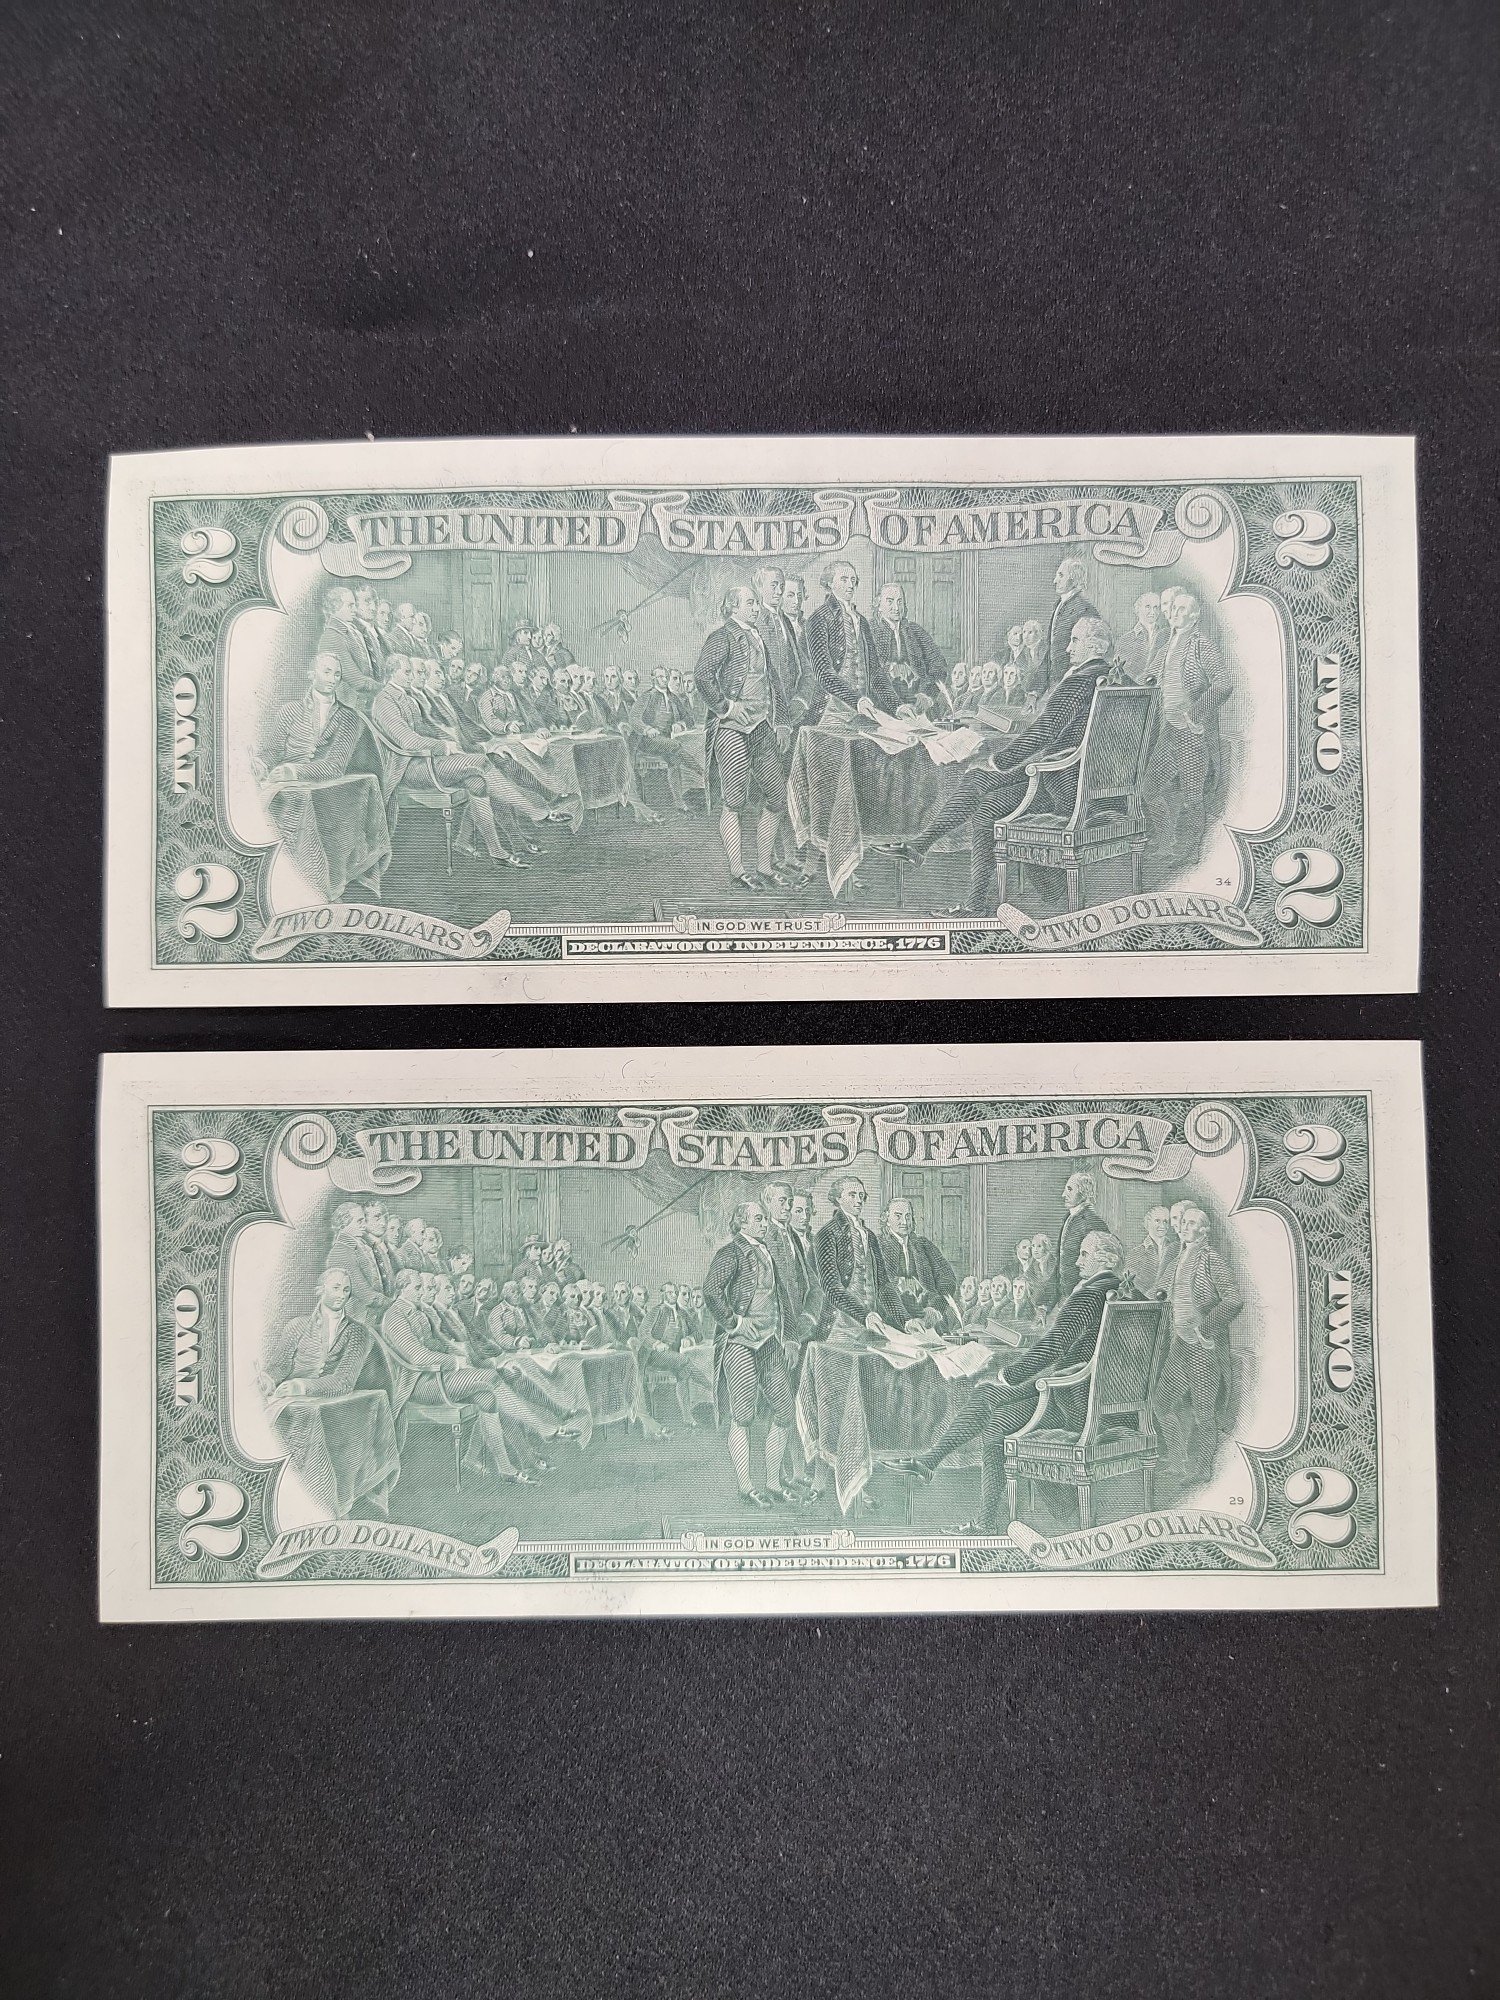 THE UNITED STATES OF AMERICA
2 2
TWO TWO
34
2 2
TWO DOLLARS IN GOD WE TRUST TWO DOLLARS
DECLARATION OF INDEPENDENCE, 1776
THE UNITED STATES OF AMERICA
2 2
TWO TWO
29
2 2
TWO DOLLARS IN GOD WE TRUST TWO DOLLARS
DECLARATION OF INDEPENDENCE, 1776